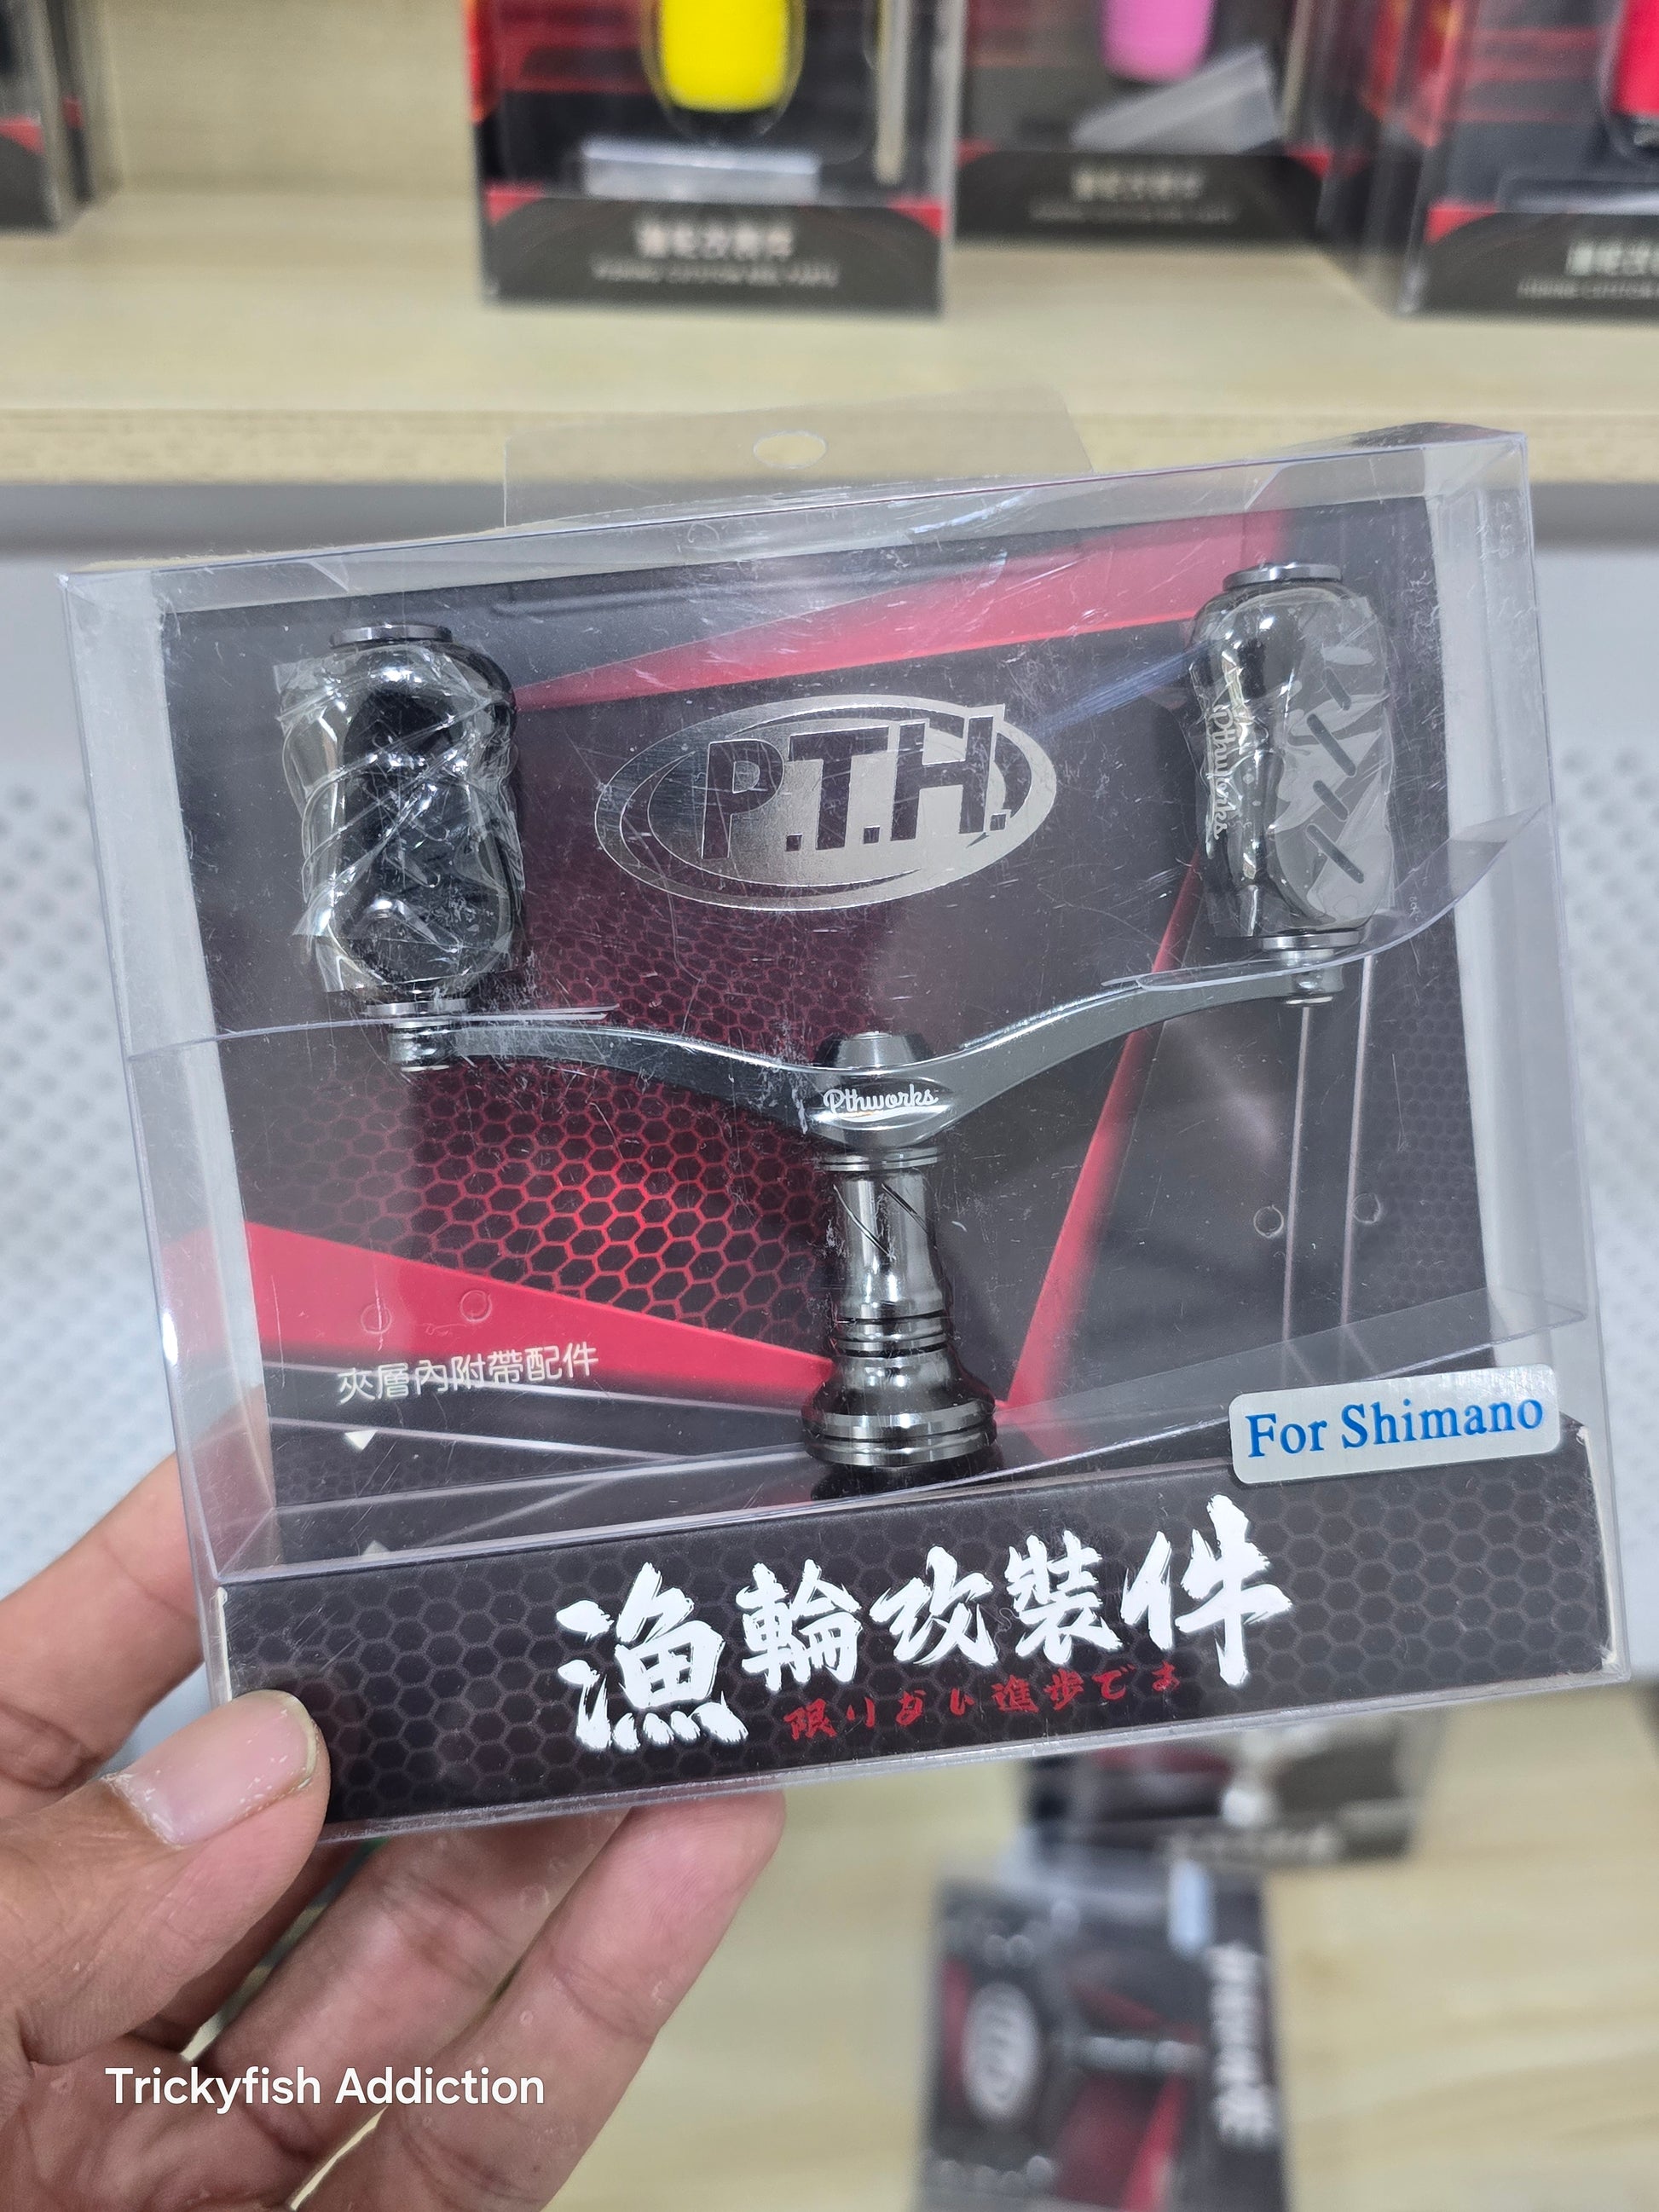 P.T.H.
Pthworks
Pthworks
夾層內附帶配件
For Shimano
漁輪改裝件
限りない進歩でま
Trickyfish Addiction